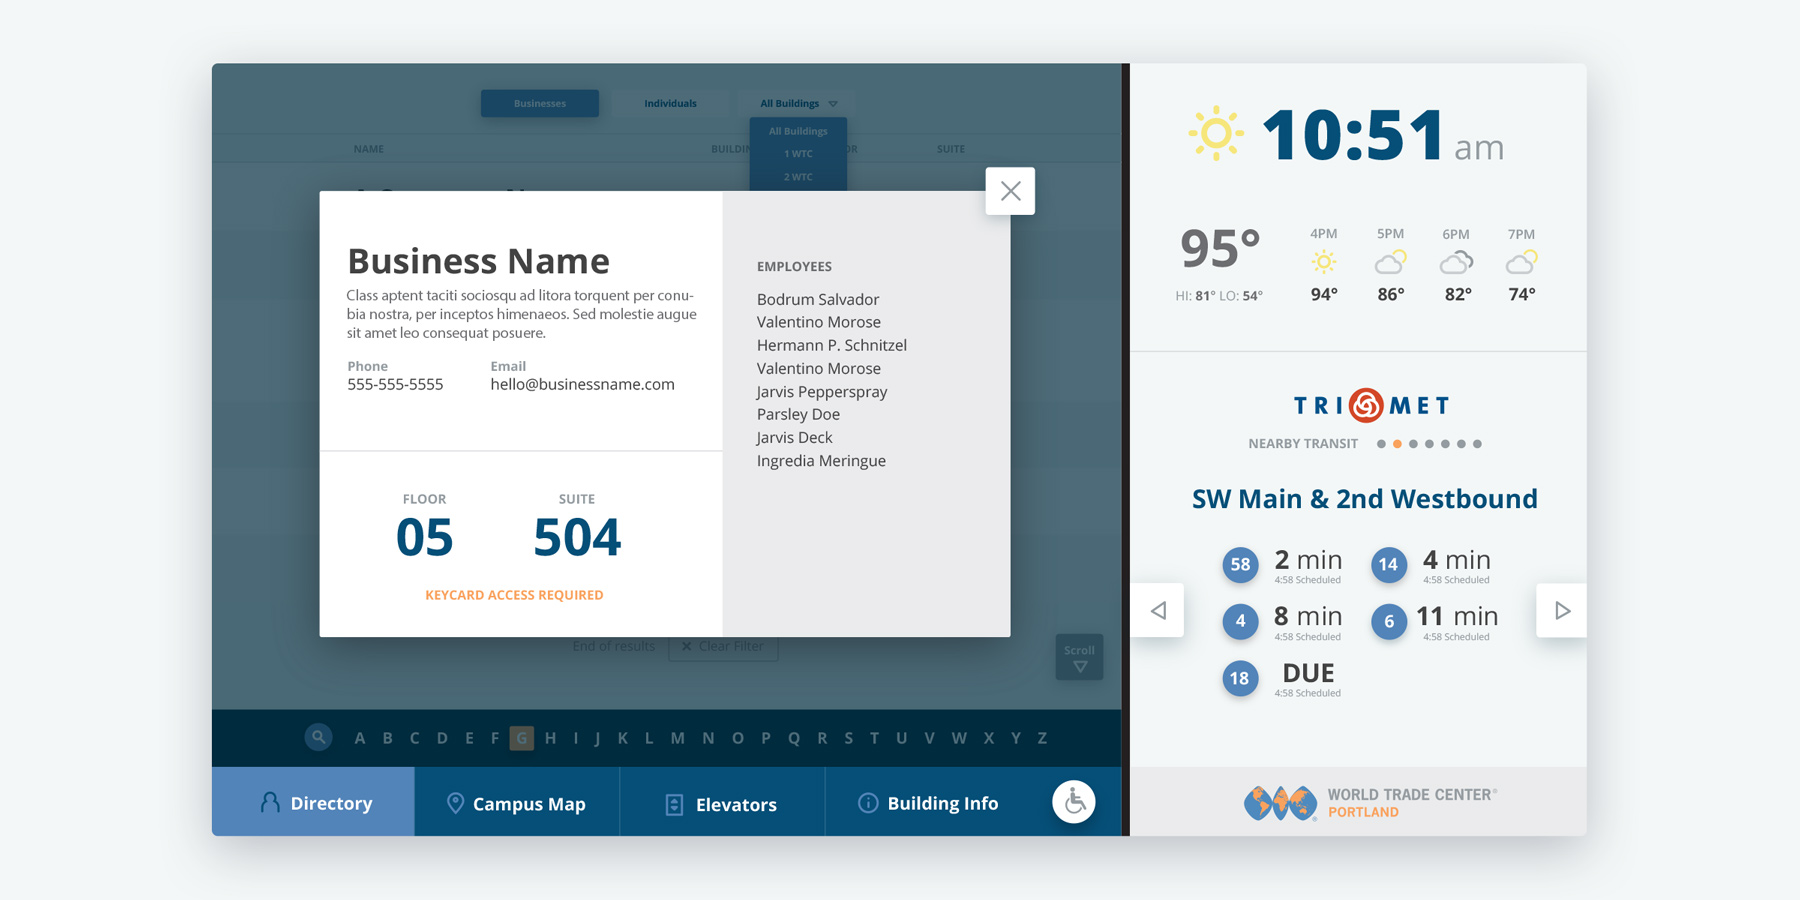 Businesses
Individuals
All Buildings
All Buildings
1 WTC
2 WTC
NAME
SUITE
Business Name
Class aptent taciti sociosqu ad litora torquent per conu-
bia nostra, per inceptos himenaeos. Sed molestie augue
sit amet leo consequat posuere.
Phone
555-555-5555
Email
hello@businessname.com
FLOOR
05
SUITE
504
KEYCARD ACCESS REQUIRED
EMPLOYEES
Bodrum Salvador
Valentino Morose
Hermann P. Schnitzel
Valentino Morose
Jarvis Pepperspray
Parsley Doe
Jarvis Deck
Ingredia Meringue
End of results
Clear Filter
Scroll
A B C D E F G H I J K L M N O P Q R S T U V W X Y Z
Directory
Campus Map
Elevators
Building Info
10:51 am
95°
HI: 81° LO: 54°
4PM 5PM 6PM 7PM
94° 86° 82° 74°
TRI MET
NEARBY TRANSIT
SW Main & 2nd Westbound
58 2 min
4:58 Scheduled
14 4 min
4:58 Scheduled
4 8 min
4:58 Scheduled
6 11 min
4:58 Scheduled
18 DUE
4:58 Scheduled
WORLD TRADE CENTER®
PORTLAND